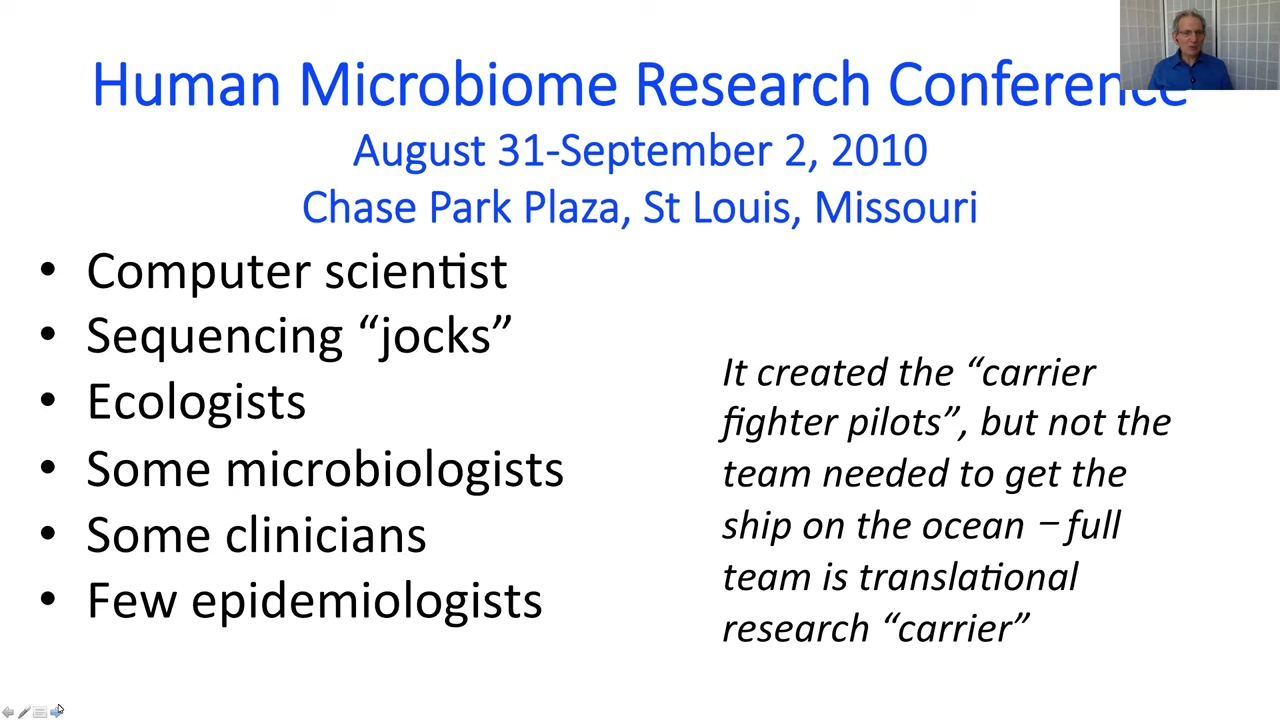 Human Microbiome Research Conference
August 31-September 2, 2010
Chase Park Plaza, St Louis, Missouri
• Computer scientist
• Sequencing “jocks”
• Ecologists
• Some microbiologists
• Some clinicians
• Few epidemiologists
It created the “carrier
fighter pilots”, but not the
team needed to get the
ship on the ocean – full
team is translational
research “carrier”